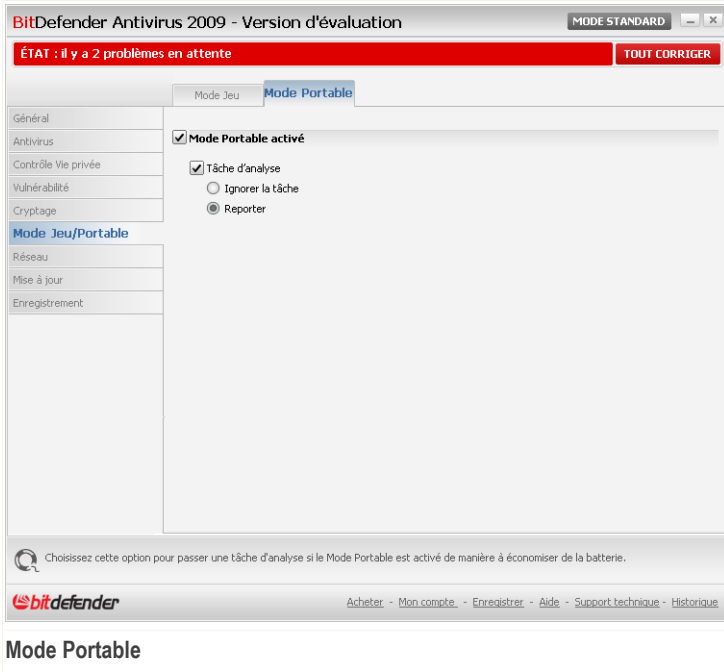 BitDefender Antivirus 2009 - Version d'évaluation
MODE STANDARD
ÉTAT : il y a 2 problèmes en attente
TOUT CORRIGER
Mode Jeu
Mode Portable
Général
Antivirus
Contrôle Vie privée
Vulnérabilité
Cryptage
Mode Jeu/Portable
Réseau
Mise à jour
Enregistrement
Mode Portable activé
Tâche d'analyse
Ignorer la tâche
Reporter
Choisissez cette option pour passer une tâche d'analyse si le Mode Portable est activé de manière à économiser de la batterie.
bitdefender
Acheter - Mon compte - Enregistrer - Aide - Support technique - Historique
Mode Portable